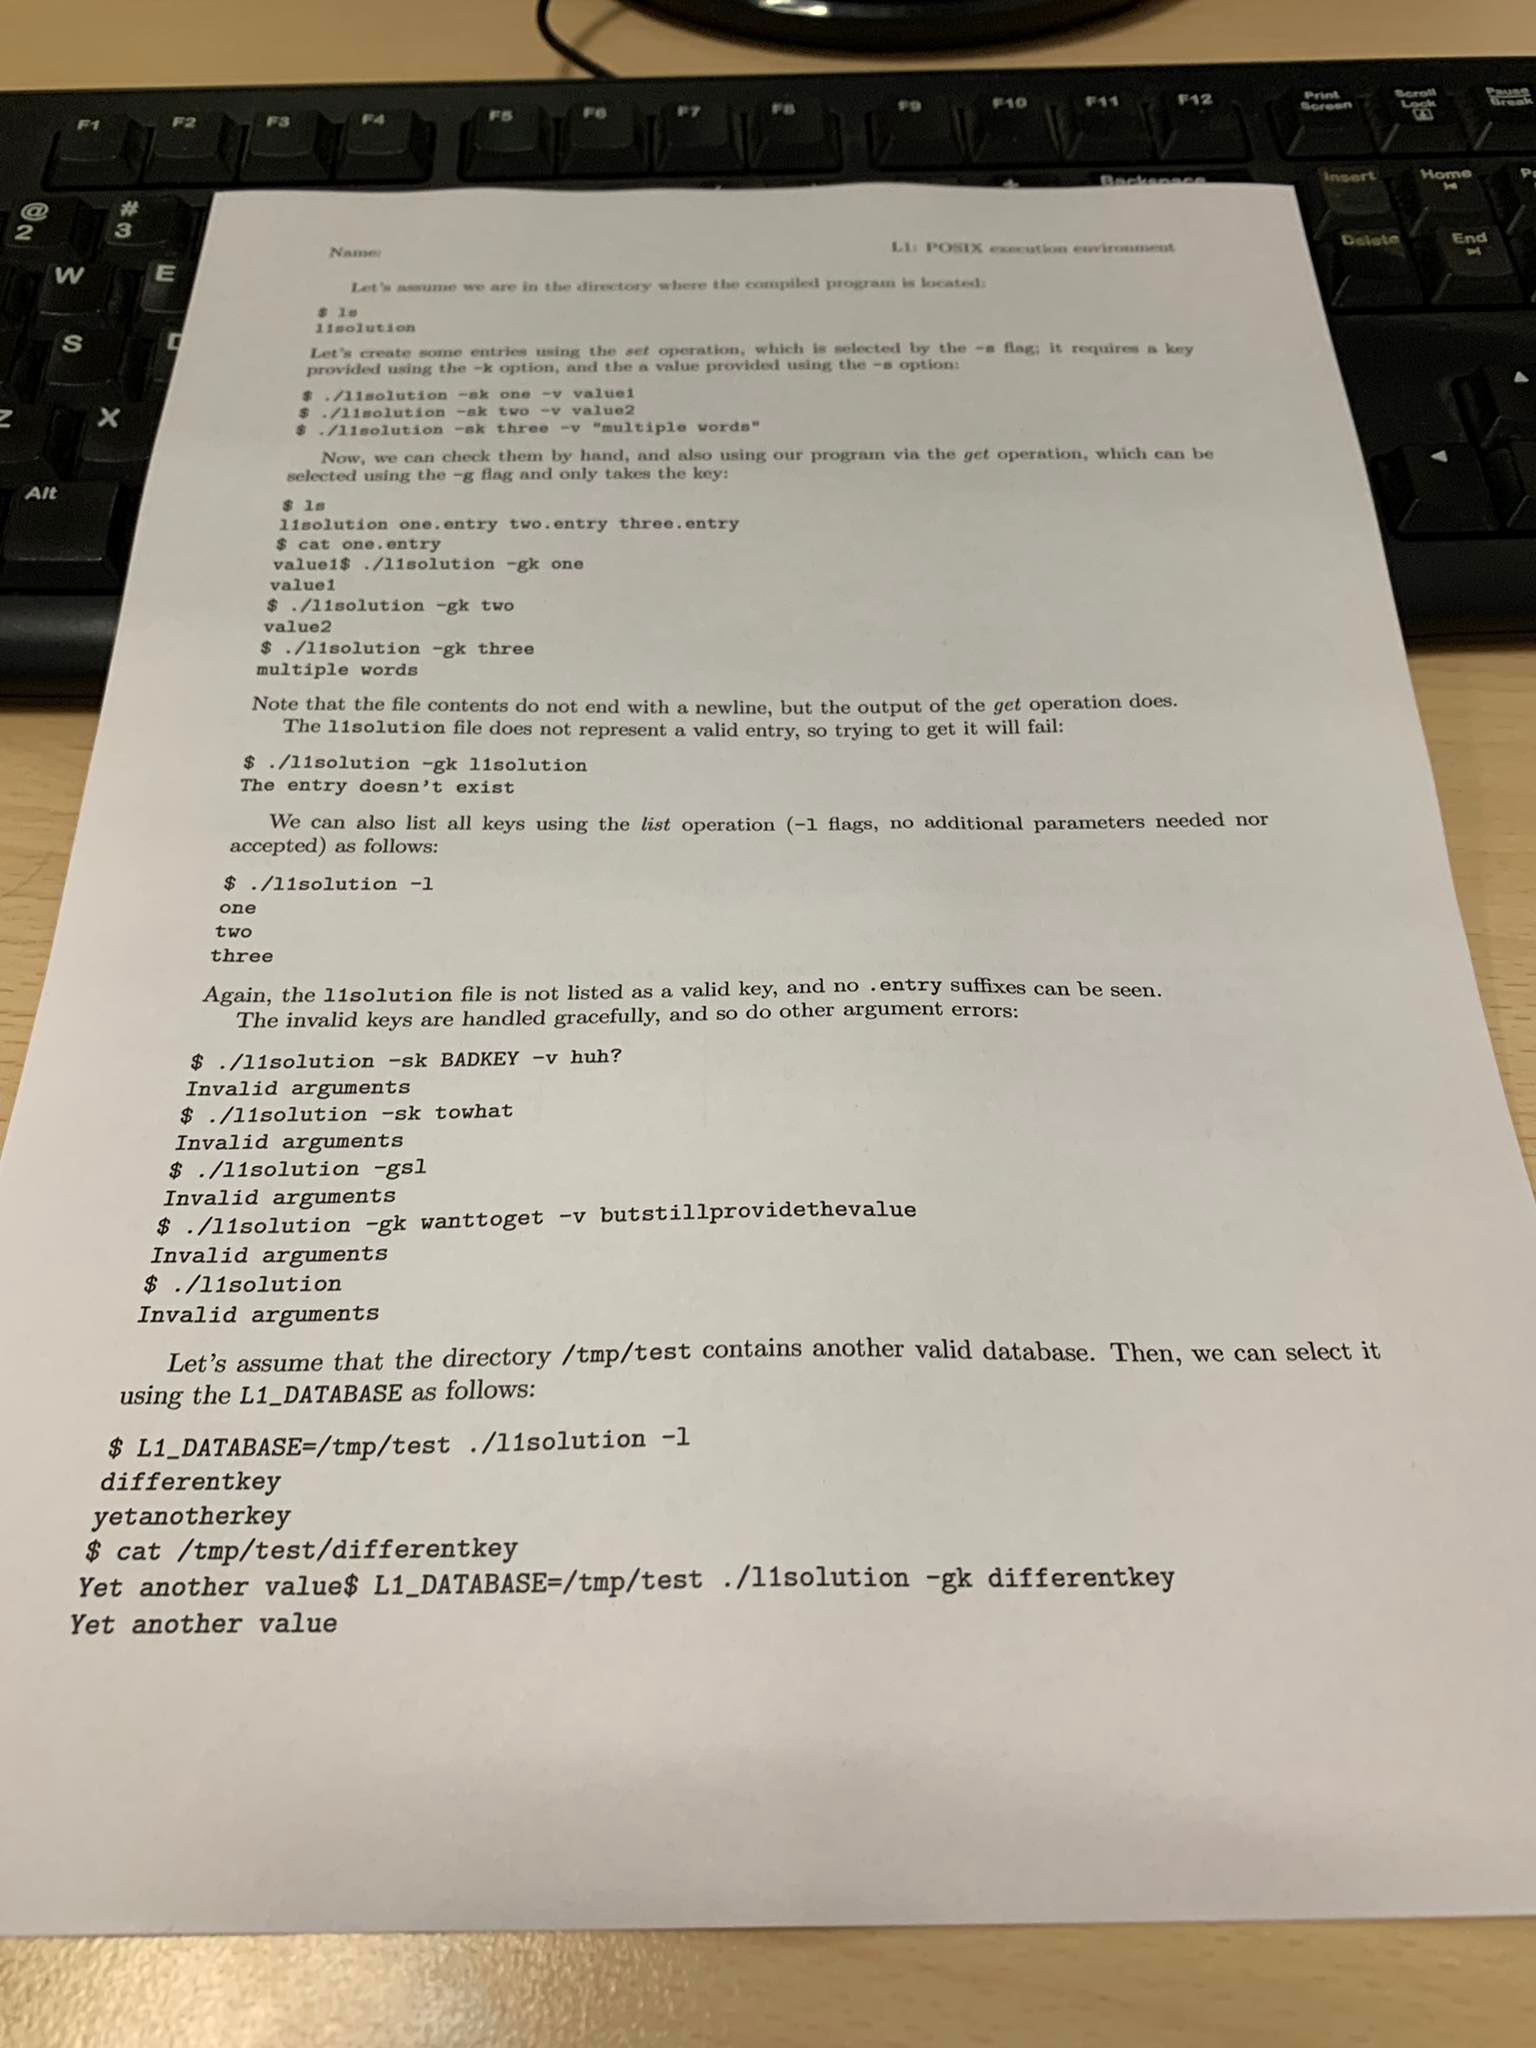 F1 F2 F3 F4 F5 F6 F7 F8 F9 F10 F11 F12 Print Screen Scroll Lock Pause Break
@ 2 # 3 Backspace Insert Home
W E Delete End
S
X
Alt
Name: L1: POSIX execution environment
Let's assume we are in the directory where the compiled program is located:
$ ls
l1solution
Let's create some entries using the set operation, which is selected by the -s flag; it requires a key
provided using the -k option, and the a value provided using the -s option:
$ ./l1solution -sk one -v value1
$ ./l1solution -sk two -v value2
$ ./l1solution -sk three -v "multiple words"
Now, we can check them by hand, and also using our program via the get operation, which can be
selected using the -g flag and only takes the key:
$ ls
l1solution one.entry two.entry three.entry
$ cat one.entry
value1$ ./l1solution -gk one
value1
$ ./l1solution -gk two
value2
$ ./l1solution -gk three
multiple words
Note that the file contents do not end with a newline, but the output of the get operation does.
The l1solution file does not represent a valid entry, so trying to get it will fail:
$ ./l1solution -gk l1solution
The entry doesn't exist
We can also list all keys using the list operation (-l flags, no additional parameters needed nor
accepted) as follows:
$ ./l1solution -l
one
two
three
Again, the l1solution file is not listed as a valid key, and no .entry suffixes can be seen.
The invalid keys are handled gracefully, and so do other argument errors:
$ ./l1solution -sk BADKEY -v huh?
Invalid arguments
$ ./l1solution -sk towhat
Invalid arguments
$ ./l1solution -gsl
Invalid arguments
$ ./l1solution -gk wanttoget -v butstillprovidethevalue
Invalid arguments
$ ./l1solution
Invalid arguments
Let's assume that the directory /tmp/test contains another valid database. Then, we can select it
using the L1_DATABASE as follows:
$ L1_DATABASE=/tmp/test ./l1solution -l
differentkey
yetanotherkey
$ cat /tmp/test/differentkey
Yet another value$ L1_DATABASE=/tmp/test ./l1solution -gk differentkey
Yet another value